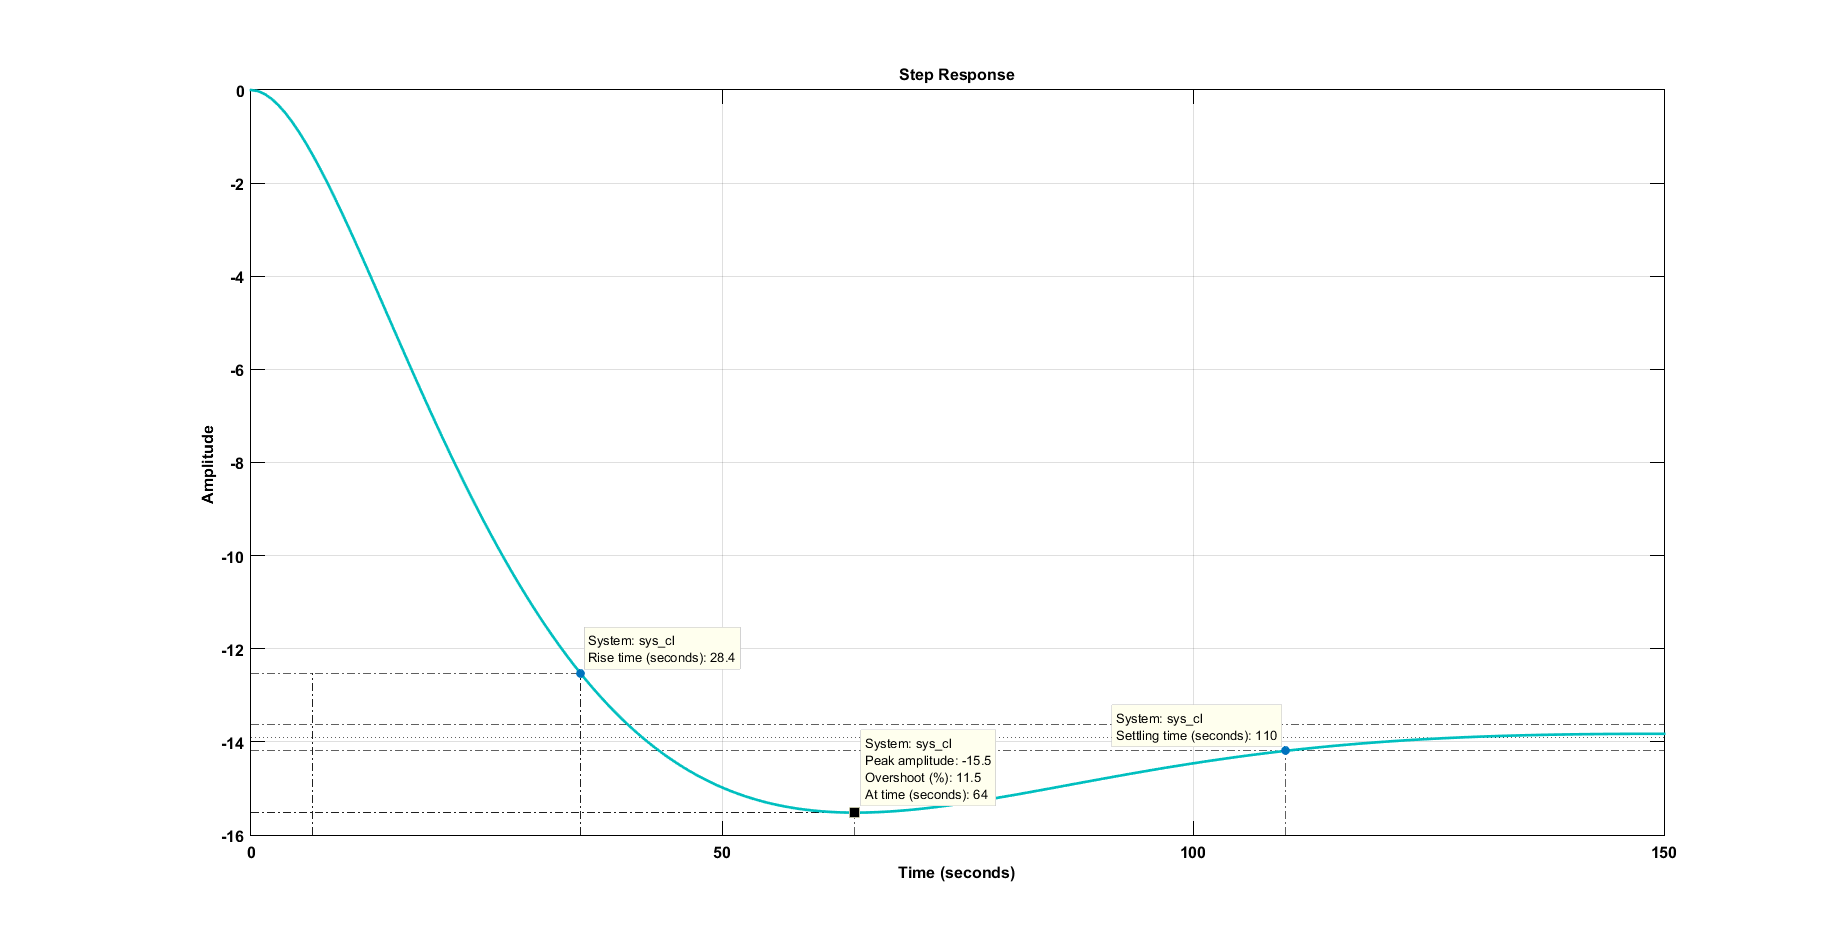 Step Response
0
-2
-4
-6
-8
-10
-12
-14
-16
Amplitude
System: sys_cl
Rise time (seconds): 28.4
System: sys_cl
Settling time (seconds): 110
System: sys_cl
Peak amplitude: -15.5
Overshoot (%): 11.5
At time (seconds): 64
0 50 100 150
Time (seconds)